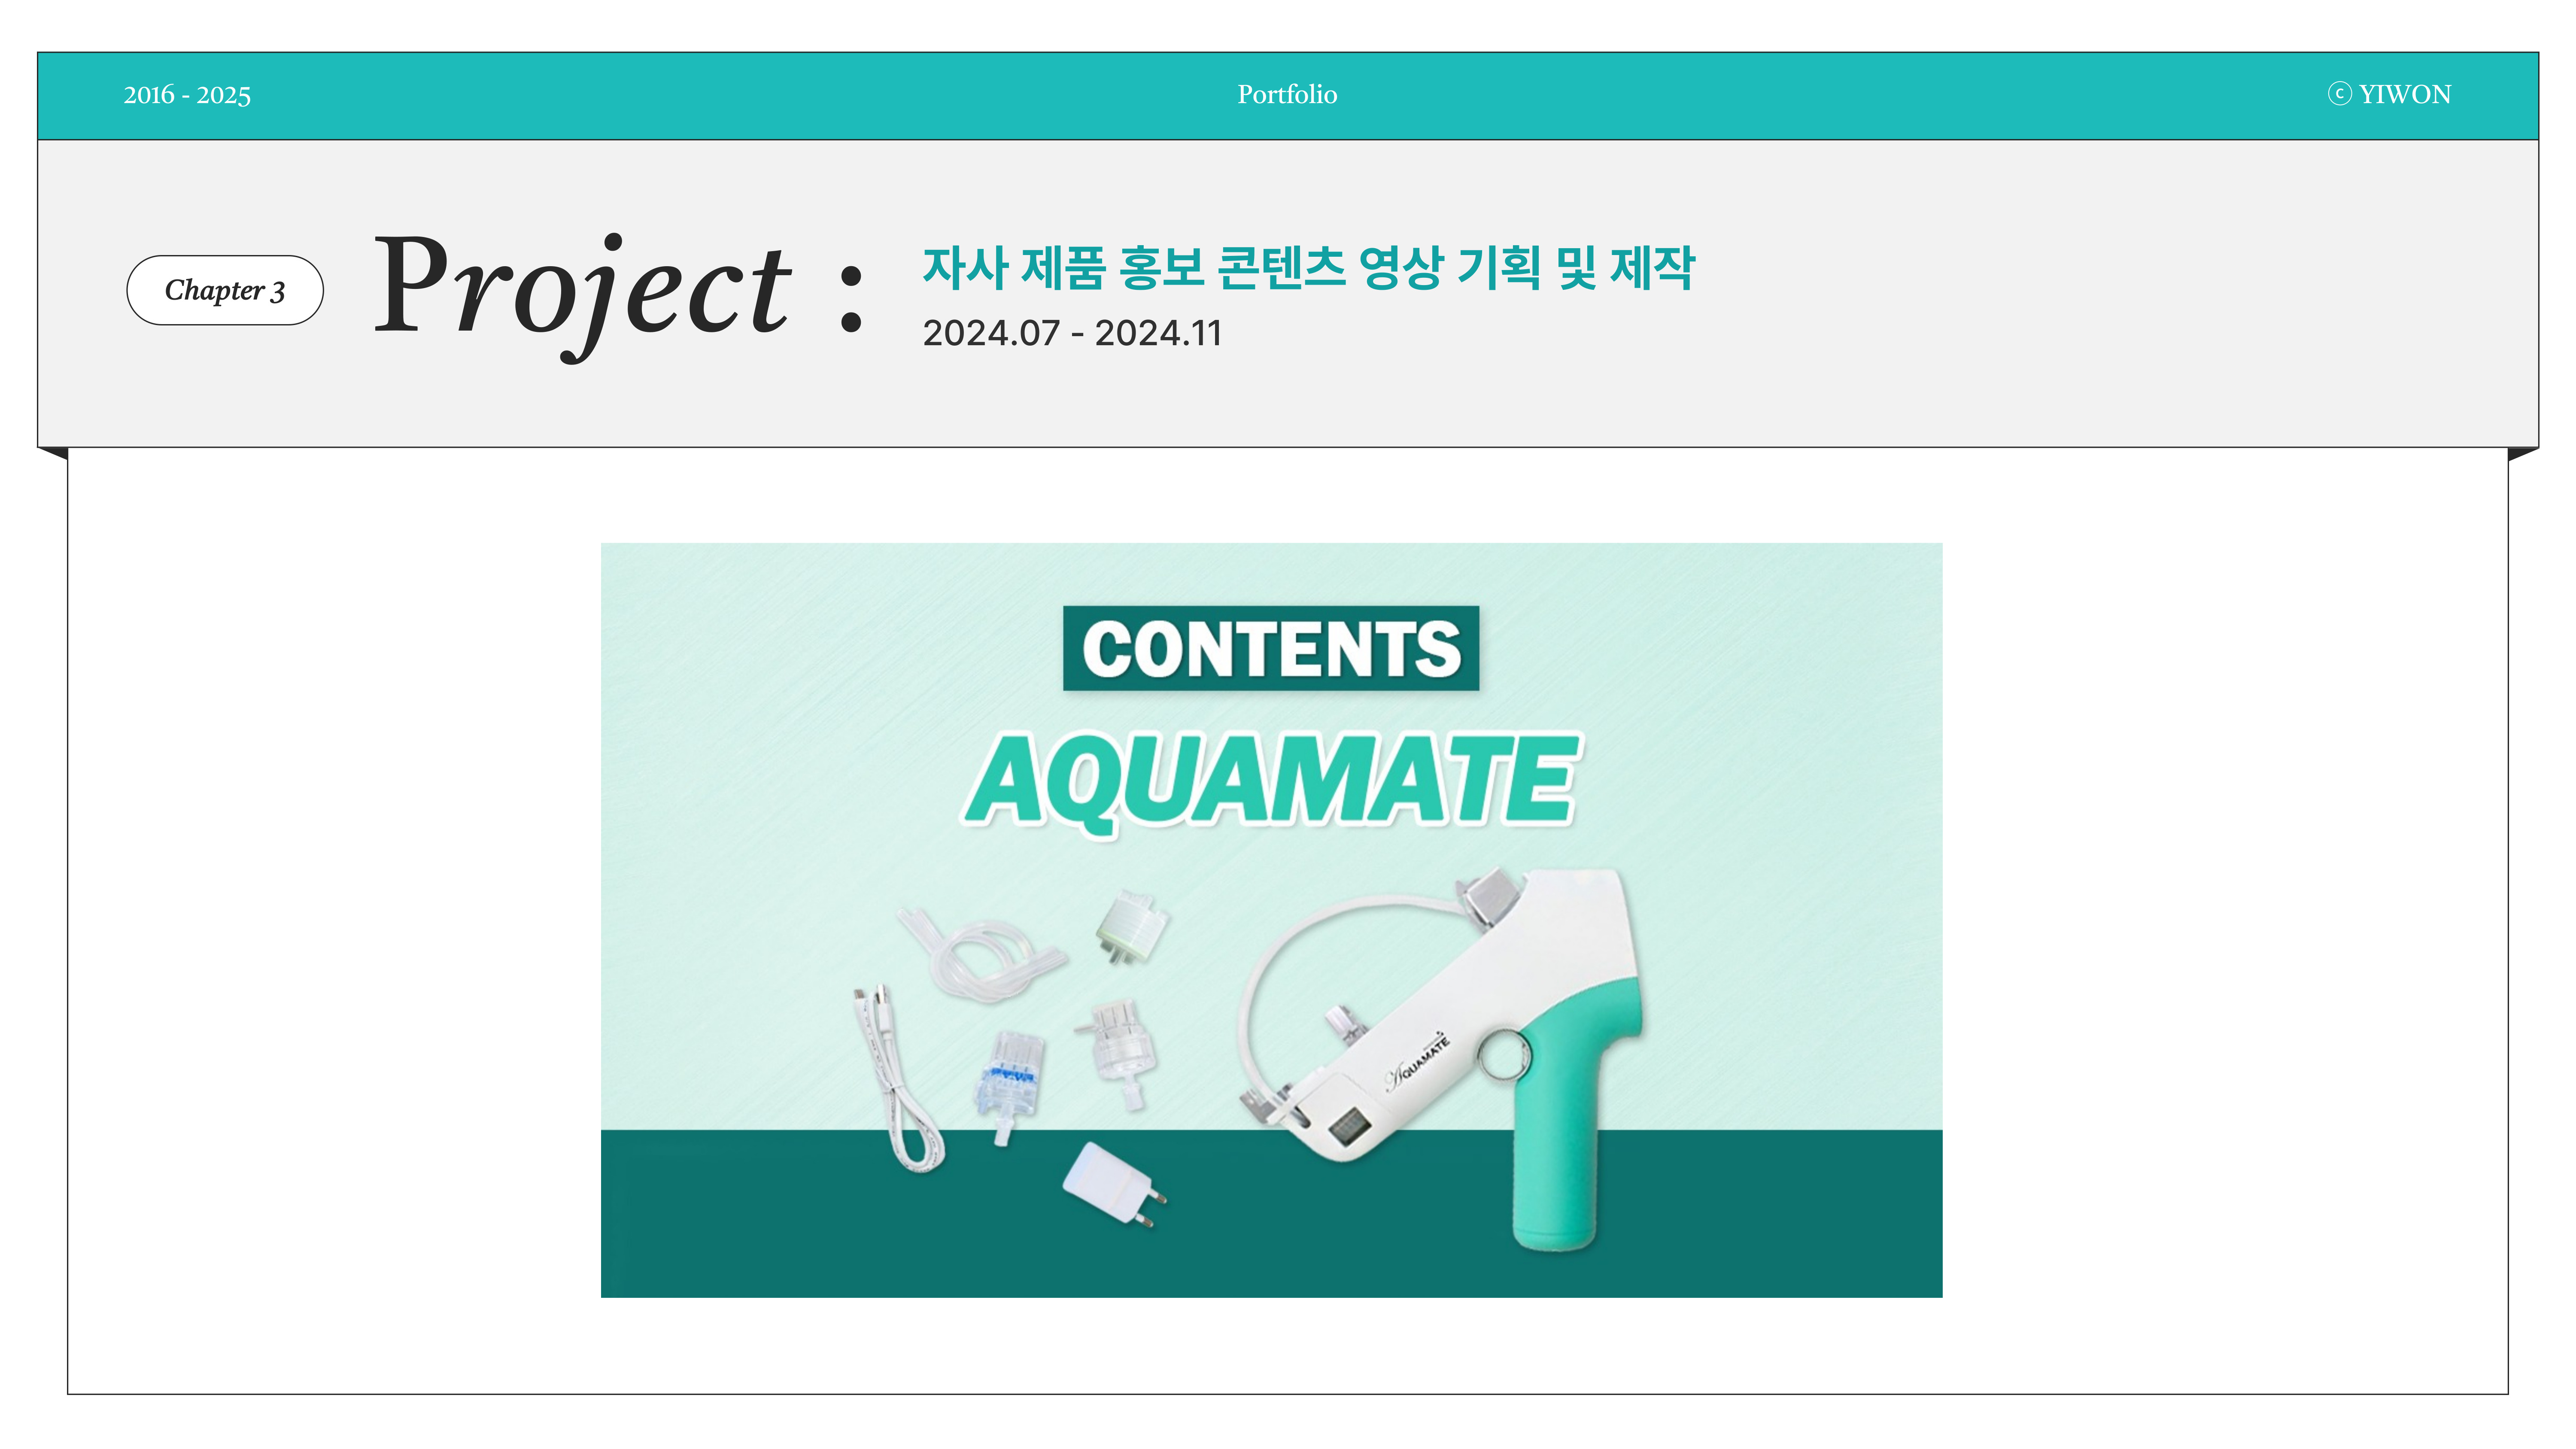 2016 - 2025
Portfolio
ⓒ YIWON
Chapter 3
Project :
자사 제품 홍보 콘텐츠 영상 기획 및 제작
2024.07 - 2024.11
CONTENTS
AQUAMATE
AQUAMATE